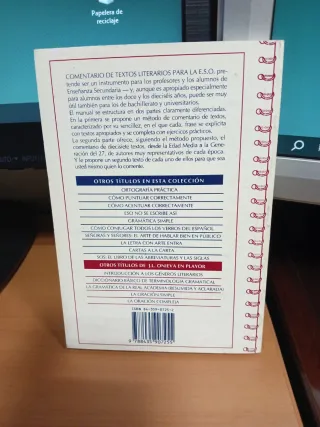 Papelera de
reciclaje
COMENTARIO DE TEXTOS LITERARIOS PARA LA E.S.O. pre-
tende ser un instrumento para los profesores y los alumnos de
Enseñanza Secundaria — y, aunque es apropiado especialmente
para alumnos entre los doce y los dieciséis años, puede ser muy
útil también para los de bachillerato y universitarios.
El manual se estructura en dos partes claramente diferenciadas.
En la primera se propone un método de comentario de textos,
caracterizado por su sencillez, en el que cada frase se explica
con textos apropiados y se completa con ejercicios prácticos.
La segunda parte ofrece, siguiendo el método propuesto, el
comentario de diecisiete textos, desde la Edad Media a la Gene-
ración del 27, de autores muy representativos de cada época.
Y le propone un segundo texto de cada uno de ellos para que sea
usted mismo quien lo comente.
OTROS TÍTULOS EN ESTA COLECCIÓN
ORTOGRAFÍA PRÁCTICA
CÓMO PUNTUAR CORRECTAMENTE
CÓMO ACENTUAR CORRECTAMENTE
ESO NO SE ESCRIBE ASÍ
GRAMÁTICA SIMPLE
CÓMO CONJUGAR TODOS LOS VERBOS DEL ESPAÑOL
SEÑORAS Y SEÑORES: EL ARTE DE HABLAR BIEN EN PÚBLICO
LA LETRA CON ARTE ENTRA
CARTAS A LA CARTA
SOS: EL LIBRO DE LAS ABREVIATURAS Y LAS SIGLAS
OTROS TÍTULOS DE J.L. ONIEVA EN PLAYOR
INTRODUCCIÓN A LOS GÉNEROS LITERARIOS
DICCIONARIO BÁSICO DE TERMINOLOGÍA GRAMATICAL
LA GRAMÁTICA DE LA REAL ACADEMIA (RESUMIDA Y ACLARADA)
LA ORACIÓN SIMPLE
LA ORACIÓN COMPLEJA